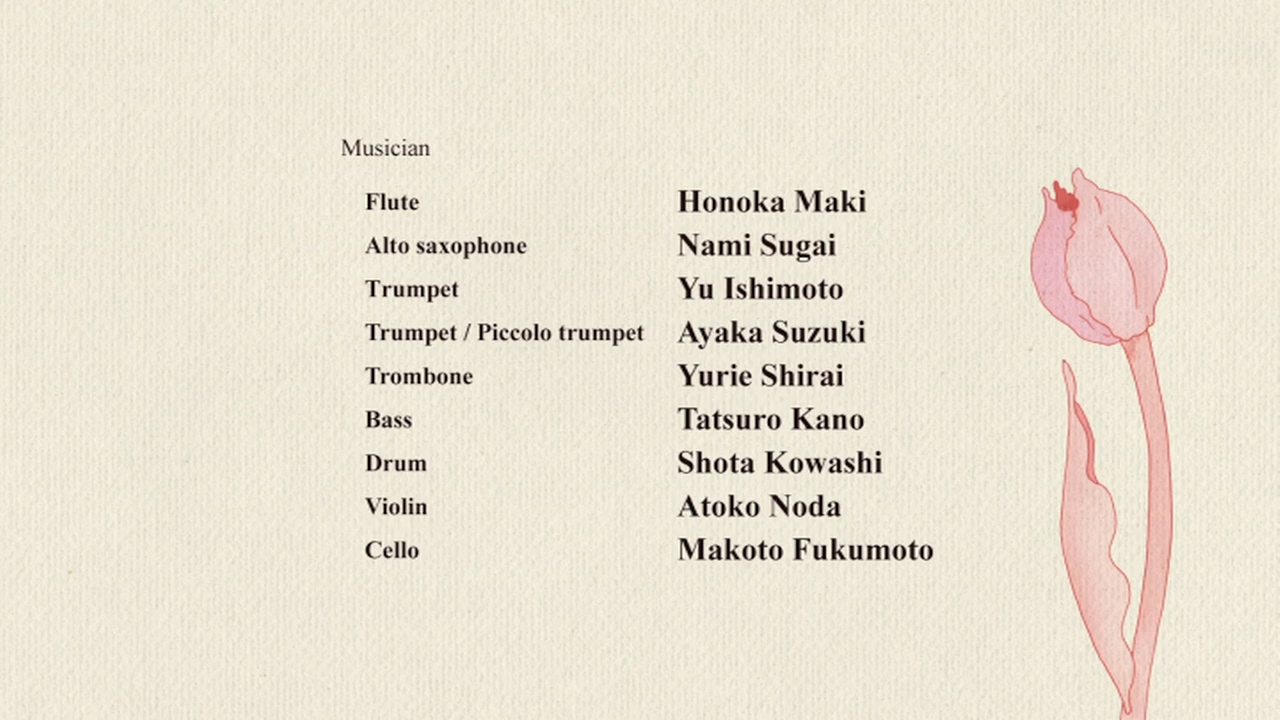 Musician
Flute Honoka Maki
Alto saxophone Nami Sugai
Trumpet Yu Ishimoto
Trumpet / Piccolo trumpet Ayaka Suzuki
Trombone Yurie Shirai
Bass Tatsuro Kano
Drum Shota Kowashi
Violin Atoko Noda
Cello Makoto Fukumoto